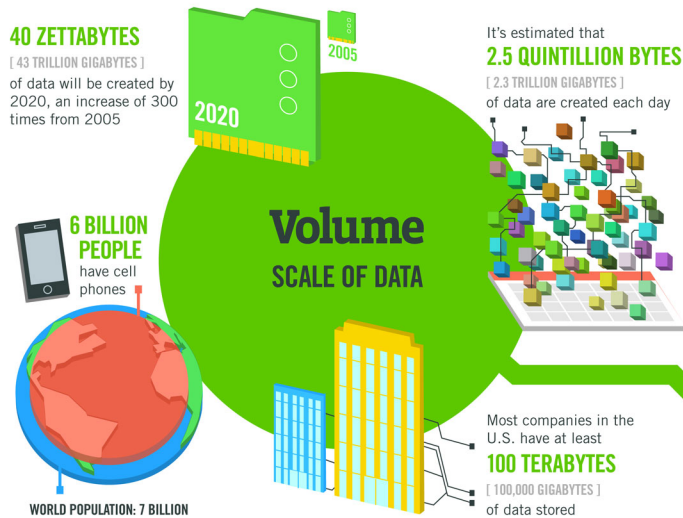 40 ZETTABYTES
[ 43 TRILLION GIGABYTES ]
of data will be created by
2020, an increase of 300
times from 2005
2020
2005
It’s estimated that
2.5 QUINTILLION BYTES
[ 2.3 TRILLION GIGABYTES ]
of data are created each day
6 BILLION
PEOPLE
have cell
phones
Volume
SCALE OF DATA
WORLD POPULATION: 7 BILLION
Most companies in the
U.S. have at least
100 TERABYTES
[ 100,000 GIGABYTES ]
of data stored